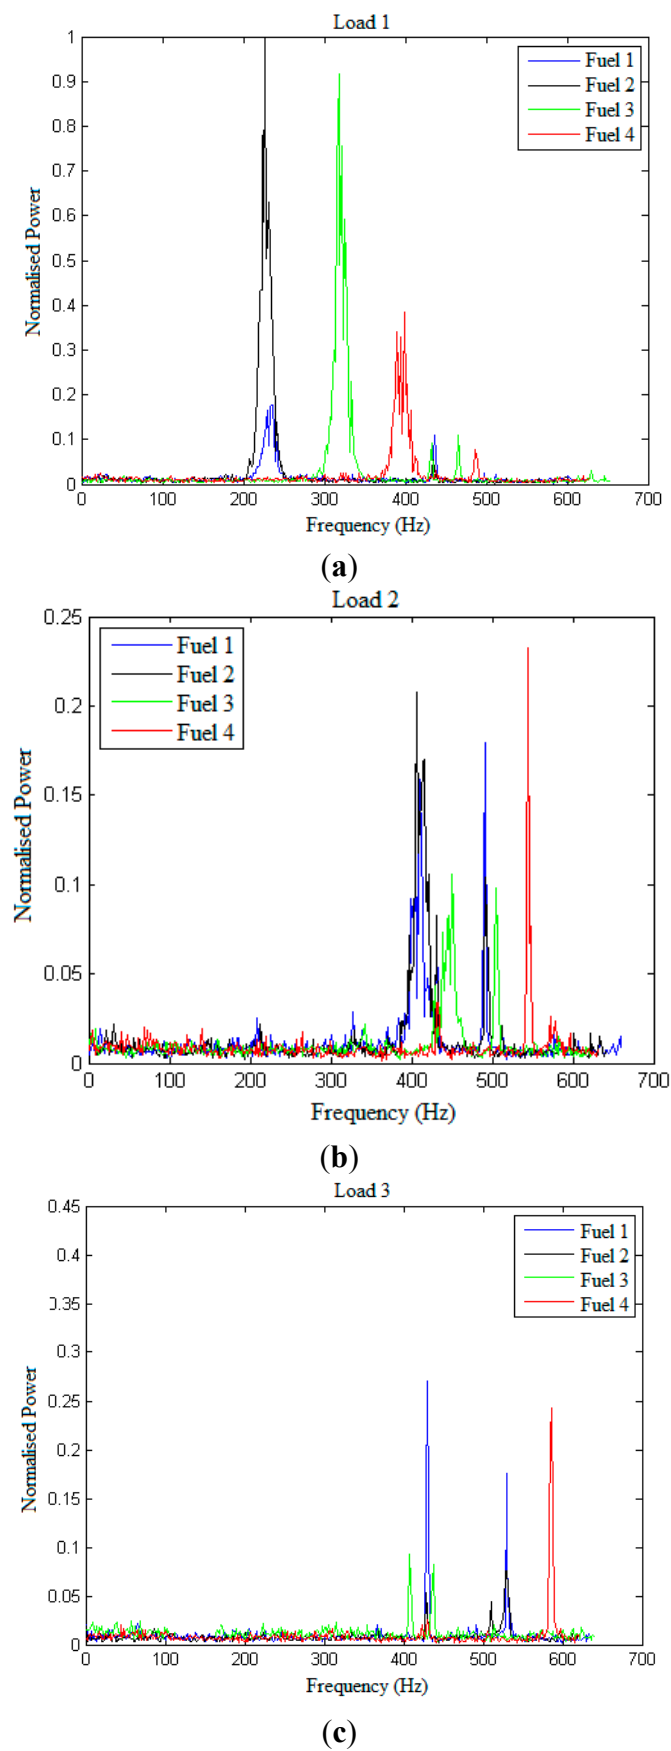 Load 1
1
0.9
0.8
0.7
0.6
0.5
0.4
0.3
0.2
0.1
0
Normalised Power
Fuel 1
Fuel 2
Fuel 3
Fuel 4
0 100 200 300 400 500 600 700
Frequency (Hz)
(a)
Load 2
0.25
0.2
0.15
0.1
0.05
0
Normalised Power
Fuel 1
Fuel 2
Fuel 3
Fuel 4
0 100 200 300 400 500 600 700
Frequency (Hz)
(b)
Load 3
0.45
0.4
0.35
0.3
0.25
0.2
0.15
0.1
0.05
0
Normalised Power
Fuel 1
Fuel 2
Fuel 3
Fuel 4
0 100 200 300 400 500 600 700
Frequency (Hz)
(c)